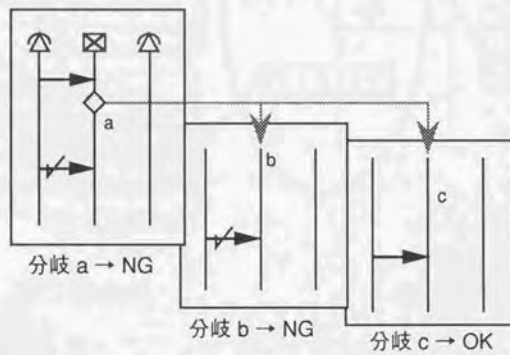 a
b
c
分岐 a → NG
分岐 b → NG
分岐 c → OK